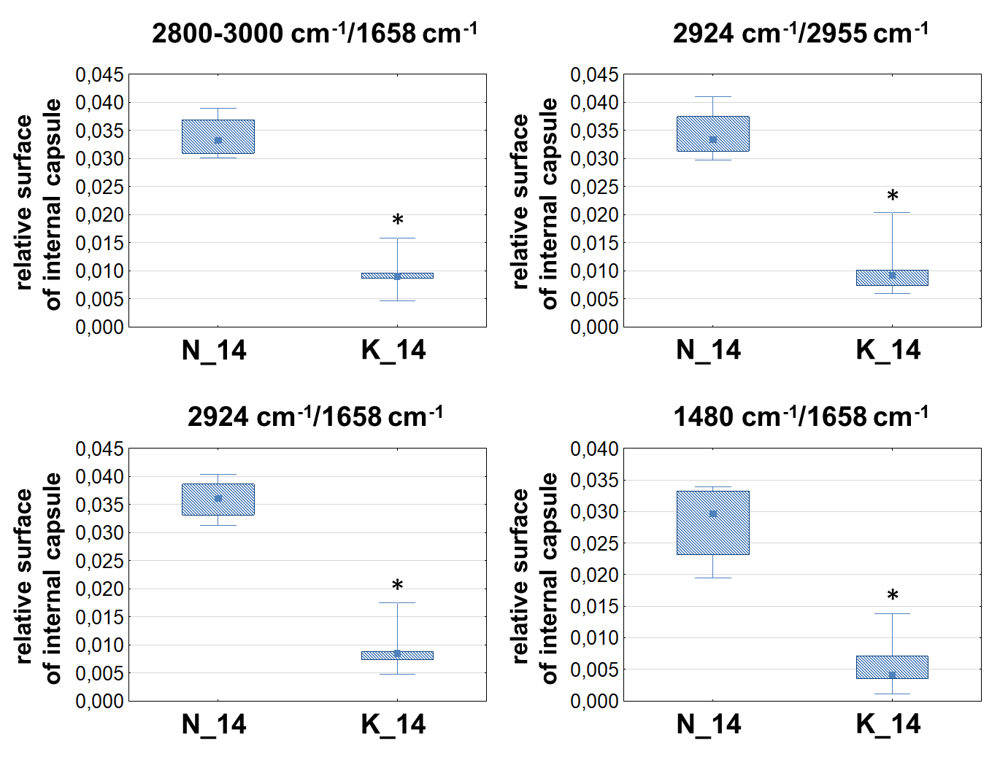 2800-3000 cm⁻¹/1658 cm⁻¹
relative surface
of internal capsule
0,045
0,040
0,035
0,030
0,025
0,020
0,015
0,010
0,005
0,000
*
N_14 K_14
2924 cm⁻¹/2955 cm⁻¹
relative surface
of internal capsule
0,045
0,040
0,035
0,030
0,025
0,020
0,015
0,010
0,005
0,000
*
N_14 K_14
2924 cm⁻¹/1658 cm⁻¹
relative surface
of internal capsule
0,045
0,040
0,035
0,030
0,025
0,020
0,015
0,010
0,005
0,000
*
N_14 K_14
1480 cm⁻¹/1658 cm⁻¹
relative surface
of internal capsule
0,040
0,035
0,030
0,025
0,020
0,015
0,010
0,005
0,000
*
N_14 K_14